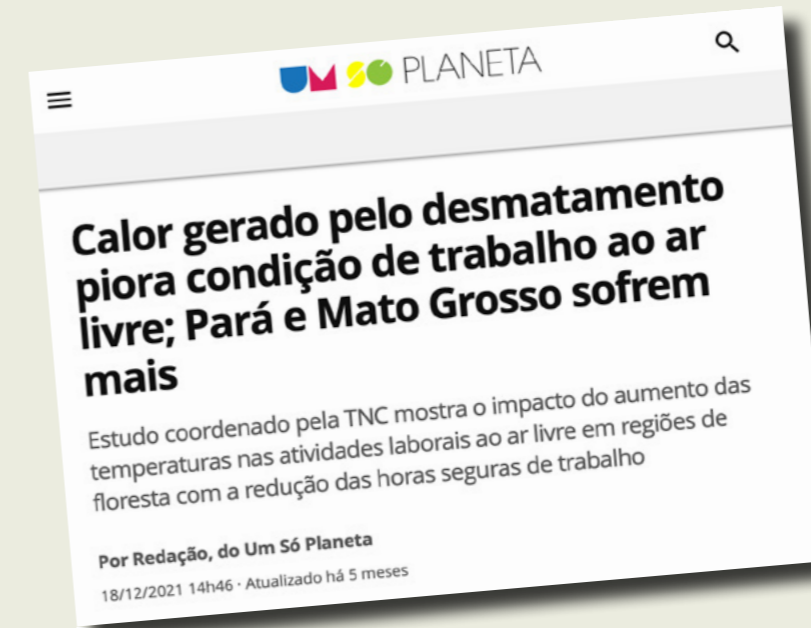 UM SÓ PLANETA
Calor gerado pelo desmatamento
piora condição de trabalho ao ar
livre; Pará e Mato Grosso sofrem
mais
Estudo coordenado pela TNC mostra o impacto do aumento das
temperaturas nas atividades laborais ao ar livre em regiões de
floresta com a redução das horas seguras de trabalho
Por Redação, do Um Só Planeta
18/12/2021 14h46 · Atualizado há 5 meses